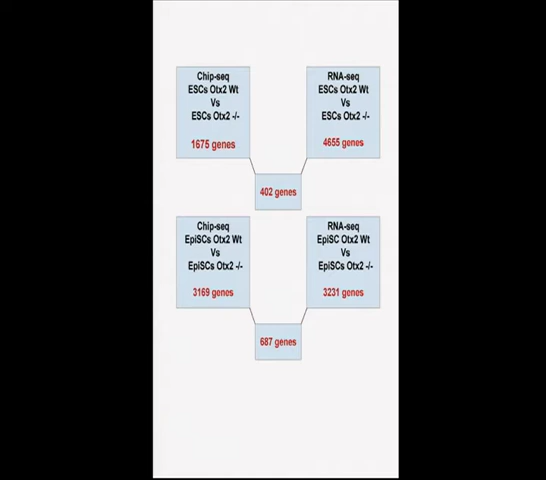 Chip-seq
ESCs Otx2 Wt
Vs
ESCs Otx2 -/-
1675 genes
RNA-seq
ESCs Otx2 Wt
Vs
ESCs Otx2 -/-
4655 genes
402 genes
Chip-seq
EpiSCs Otx2 Wt
Vs
EpiSCs Otx2 -/-
3169 genes
RNA-seq
EpiSC Otx2 Wt
Vs
EpiSCs Otx2 -/-
3231 genes
687 genes